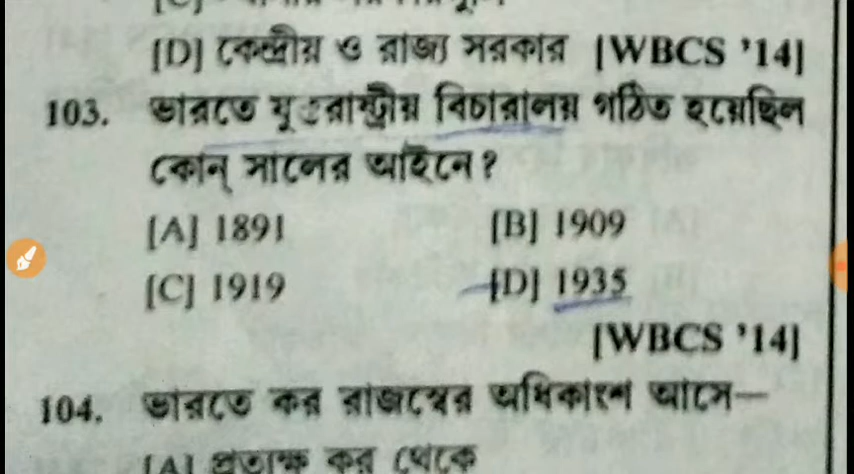 [D] কেন্দ্রীয় ও রাজ্য সরকার [WBCS '14]
103. ভারতে যুক্তরাষ্ট্রীয় বিচারালয় গঠিত হয়েছিল
কোন্ সালের আইনে?
[A] 1891 [B] 1909
[C] 1919 [D] 1935
[WBCS '14]
104. ভারতে কর রাজস্বের অধিকাংশ আসে—
[A] প্রত্যক্ষ কর থেকে